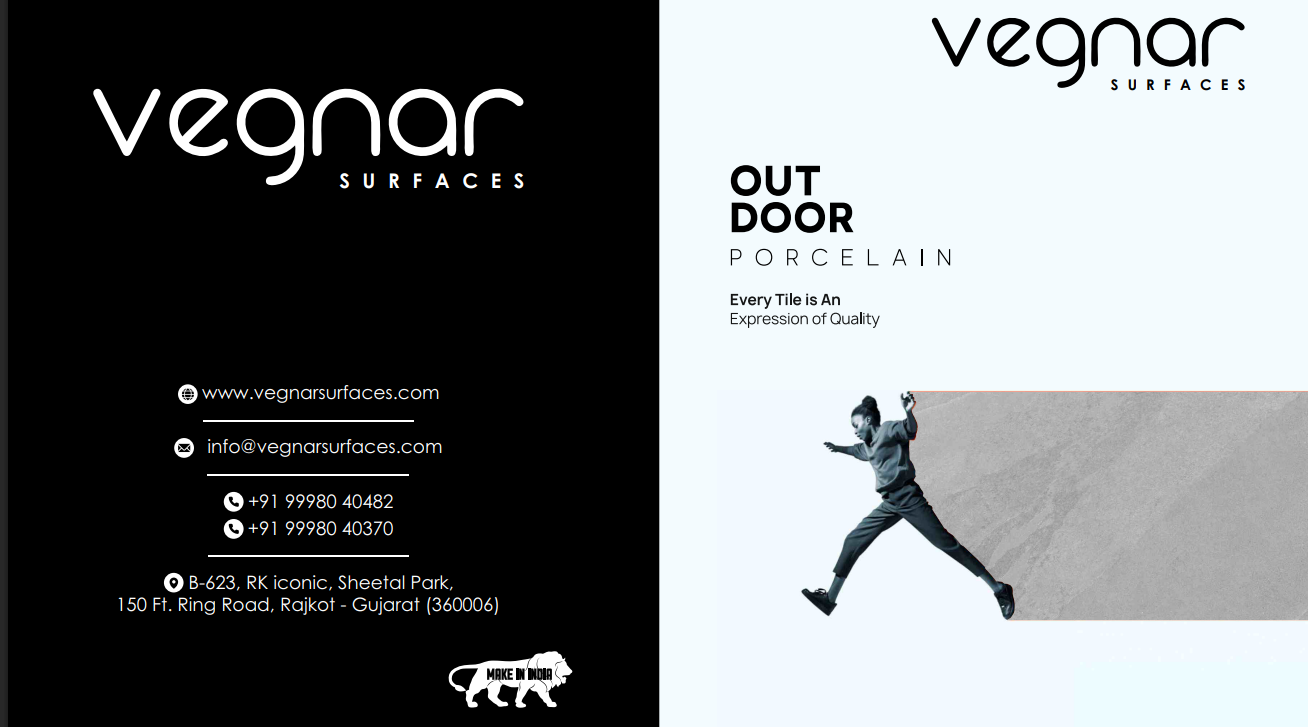 vegnar
SURFACES
www.vegnarsurfaces.com
info@vegnarsurfaces.com
+91 99980 40482
+91 99980 40370
B-623, RK iconic, Sheetal Park,
150 Ft. Ring Road, Rajkot - Gujarat (360006)
MAKE IN INDIA
vegnar
SURFACES
OUT
DOOR
PORCELAIN
Every Tile is An
Expression of Quality